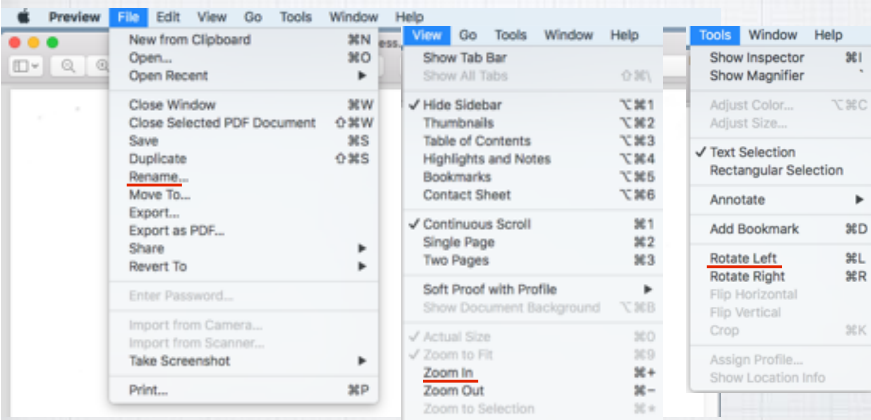 Preview File Edit View Go Tools Window Help
New from Clipboard ⌘N
Open... ⌘O
Open Recent ▶
Close Window ⌘W
Close Selected PDF Document ⇧⌘W
Save ⌘S
Duplicate ⇧⌘S
Rename...
Move To...
Export...
Export as PDF...
Share ▶
Revert To ▶
Enter Password...
Import from Camera...
Import from Scanner...
Take Screenshot ▶
Print... ⌘P
ess,
View Go Tools Window Help
Show Tab Bar
Show All Tabs ⇧⌘\
✓ Hide Sidebar ⌥⌘1
Thumbnails ⌥⌘2
Table of Contents ⌥⌘3
Highlights and Notes ⌥⌘4
Bookmarks ⌥⌘5
Contact Sheet ⌥⌘6
✓ Continuous Scroll ⌘1
Single Page ⌘2
Two Pages ⌘3
Soft Proof with Profile ▶
Show Document Background ⌥⌘B
✓ Actual Size ⌘0
✓ Zoom to Fit ⌘9
Zoom In ⌘+
Zoom Out ⌘−
Zoom to Selection ⌘*
Tools Window Help
Show Inspector ⌘I
Show Magnifier `
Adjust Color... ⌥⌘C
Adjust Size...
✓ Text Selection
Rectangular Selection
Annotate ▶
Add Bookmark ⌘D
Rotate Left ⌘L
Rotate Right ⌘R
Flip Horizontal
Flip Vertical
Crop ⌘K
Assign Profile...
Show Location Info